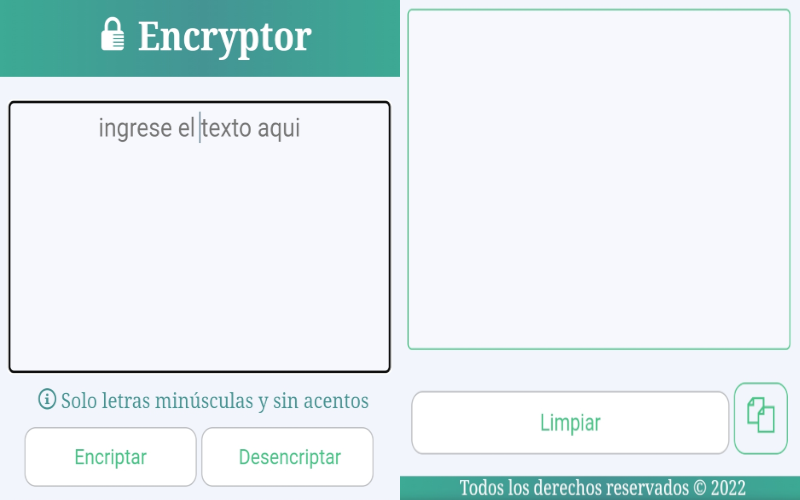 Encryptor
ingrese el texto aqui
Solo letras minúsculas y sin acentos
Encriptar
Desencriptar
Limpiar
Todos los derechos reservados © 2022